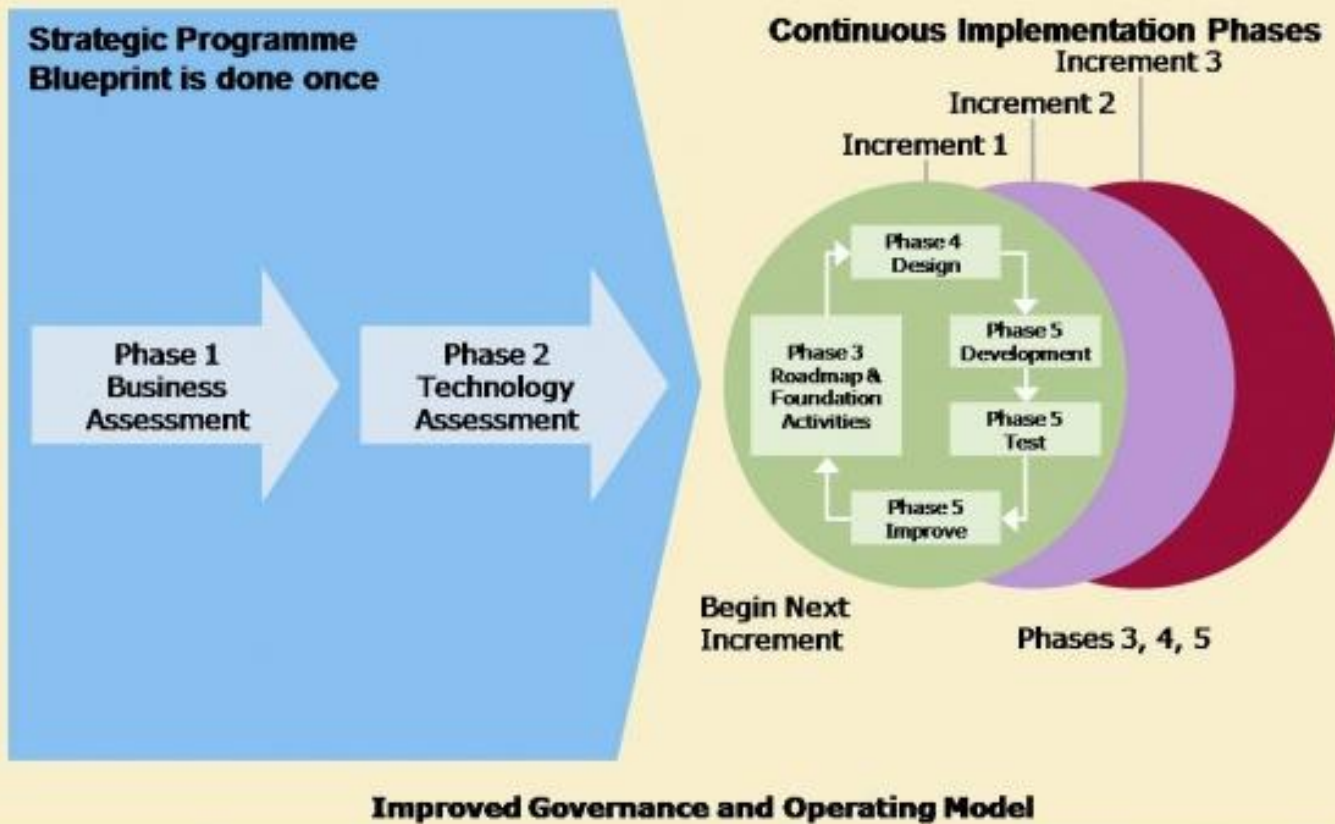 Strategic Programme
Blueprint is done once
Phase 1
Business
Assessment
Phase 2
Technology
Assessment
Continuous Implementation Phases
Increment 3
Increment 2
Increment 1
Phase 4
Design
Phase 5
Development
Phase 3
Roadmap &
Foundation
Activities
Phase 5
Test
Phase 5
Improve
Begin Next
Increment
Phases 3, 4, 5
Improved Governance and Operating Model